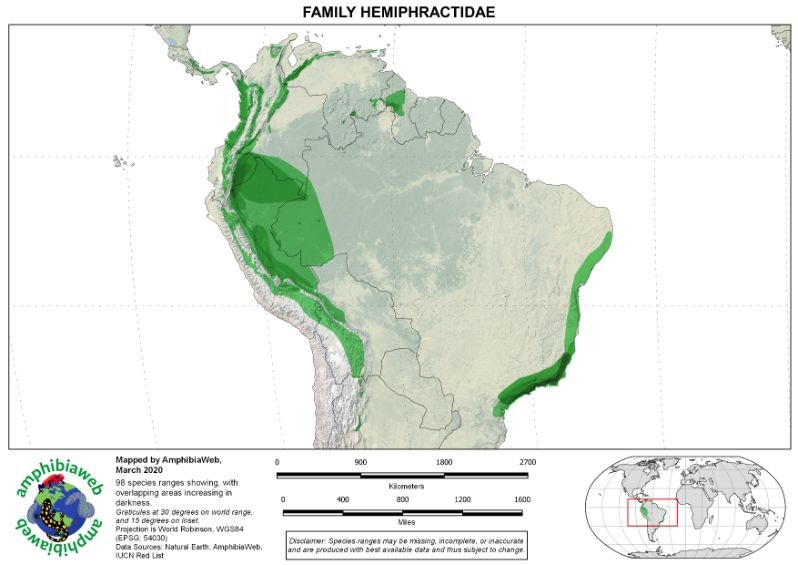 FAMILY HEMIPHRACTIDAE
amphibiaweb
amphibiaweb
Mapped by AmphibiaWeb,
March 2020
98 species ranges showing, with
overlapping areas increasing in
darkness.
Graticules at 30 degrees on world range,
and 15 degrees on inset.
Projection is World Robinson, WGS84
(EPSG: 54030)
Data Sources: Natural Earth, AmphibiaWeb,
IUCN Red List
0 900 1800 2700
Kilometers
0 400 800 1200 1600
Miles
Disclaimer: Species ranges may be missing, incomplete, or inaccurate
and are produced with best available data and thus subject to change.